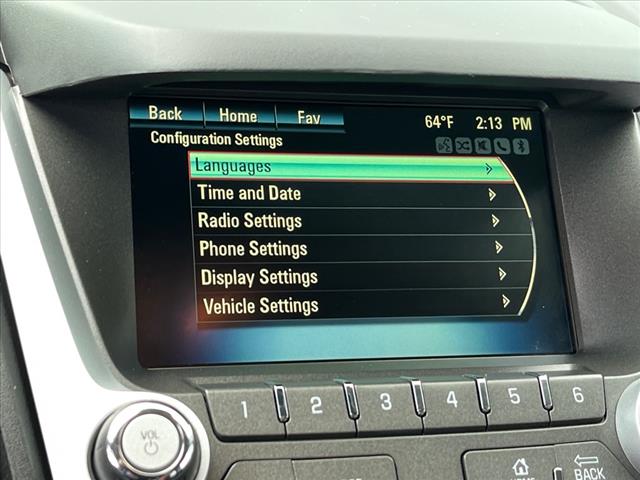 Back Home Fav 64°F 2:13 PM
Configuration Settings
Languages
Time and Date
Radio Settings
Phone Settings
Display Settings
Vehicle Settings
1 2 3 4 5 6
VOL
HOME BACK